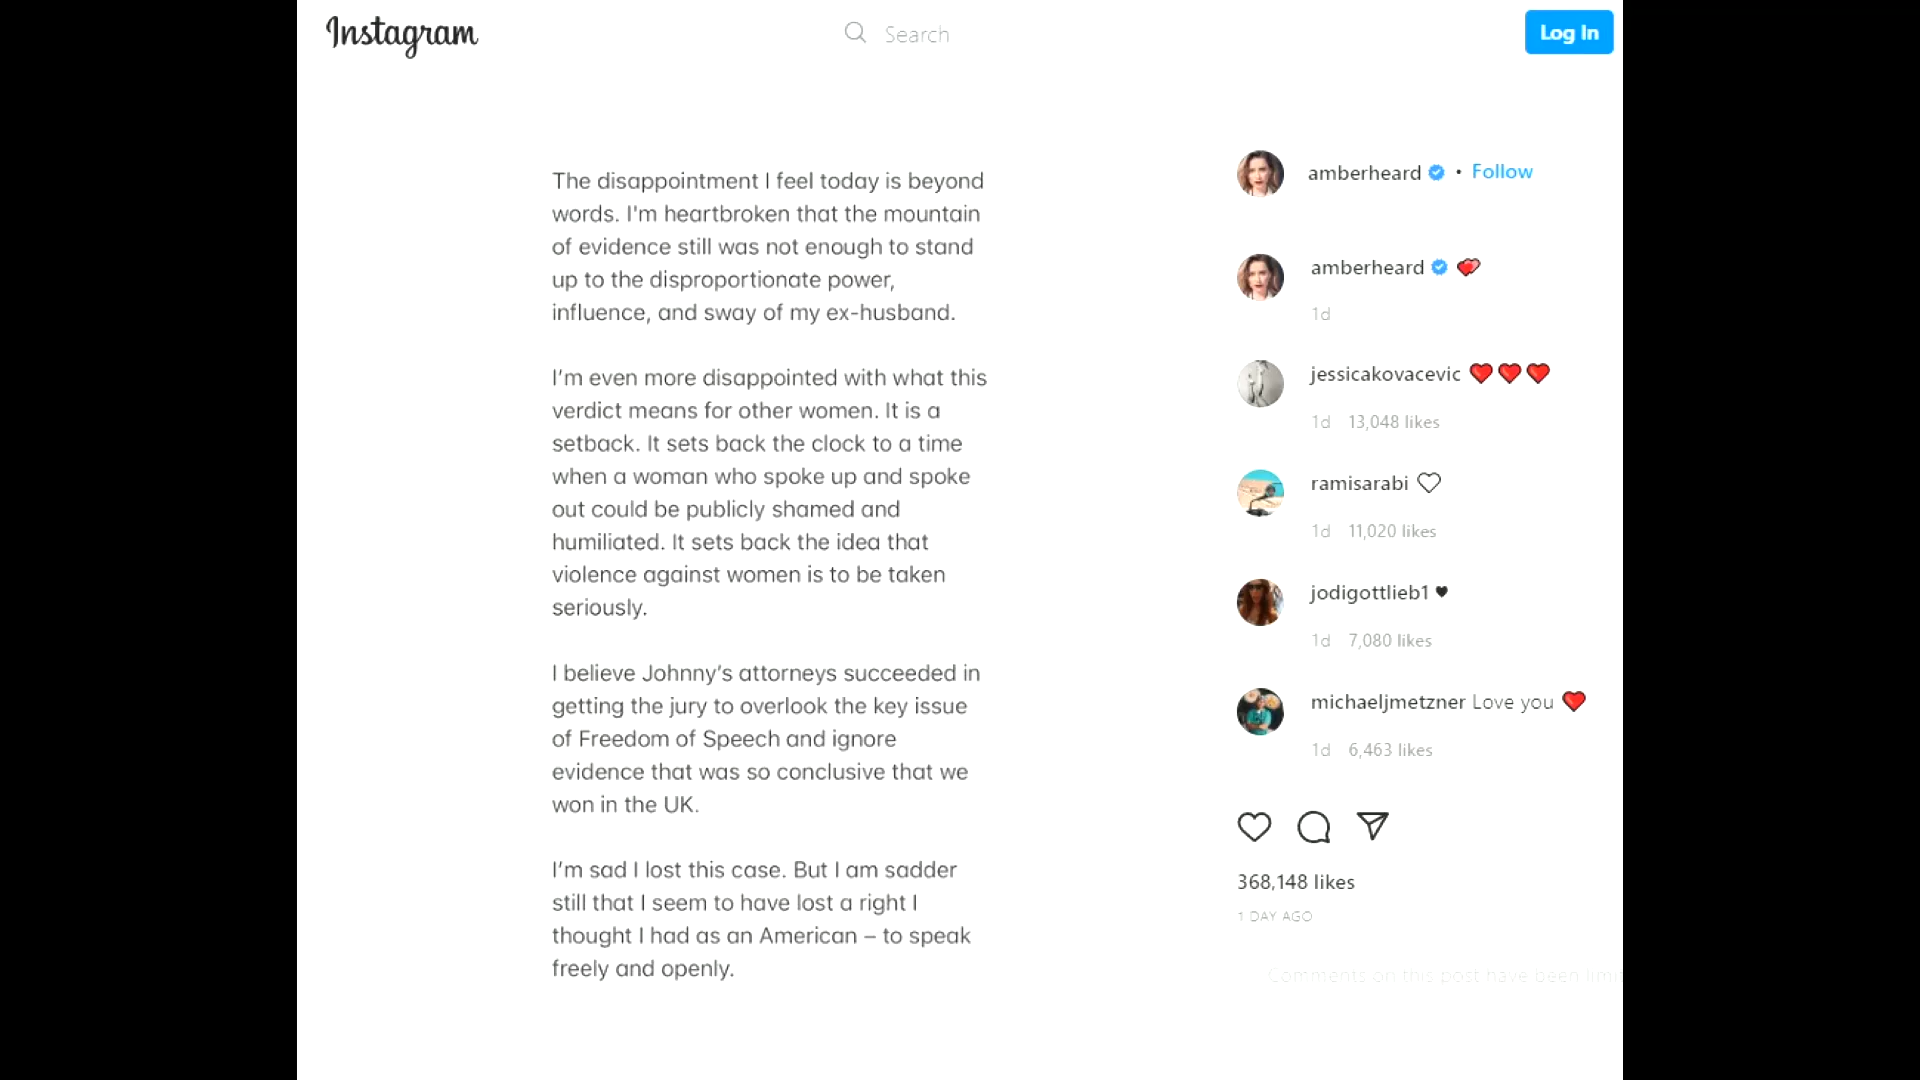 Instagram
Search
Log In
The disappointment I feel today is beyond
words. I'm heartbroken that the mountain
of evidence still was not enough to stand
up to the disproportionate power,
influence, and sway of my ex-husband.
I’m even more disappointed with what this
verdict means for other women. It is a
setback. It sets back the clock to a time
when a woman who spoke up and spoke
out could be publicly shamed and
humiliated. It sets back the idea that
violence against women is to be taken
seriously.
I believe Johnny’s attorneys succeeded in
getting the jury to overlook the key issue
of Freedom of Speech and ignore
evidence that was so conclusive that we
won in the UK.
I’m sad I lost this case. But I am sadder
still that I seem to have lost a right I
thought I had as an American – to speak
freely and openly.
amberheard • Follow
amberheard 💕
1d
jessicakovacevic ❤️❤️❤️
1d 13,048 likes
ramisarabi ♡
1d 11,020 likes
jodigottlieb1 ♥
1d 7,080 likes
michaeljmetzner Love you ❤️
1d 6,463 likes
368,148 likes
1 DAY AGO
Comments on this post have been